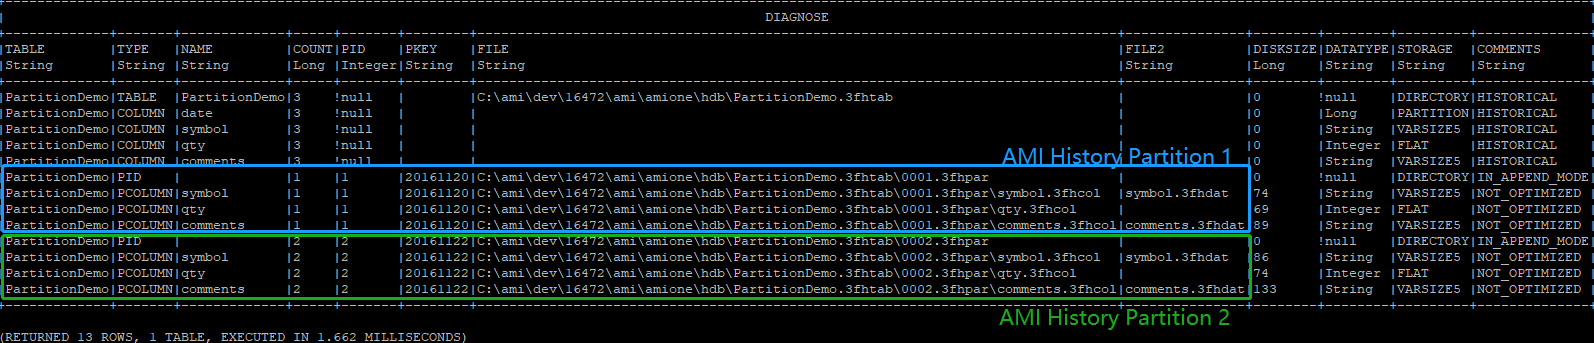 DIAGNOSE
|TABLE |TYPE |NAME |COUNT|PID |PKEY |FILE |FILE2 |DISKSIZE|DATATYPE|STORAGE |COMMENTS
|String |String |String |Long |Integer|String |String |String |Long |String |String |String
|PartitionDemo|TABLE |PartitionDemo|3 |!null | |C:\ami\dev\16472\ami\amione\hdb\PartitionDemo.3fhtab | |0 |!null |DIRECTORY|HISTORICAL
|PartitionDemo|COLUMN |date |3 |!null | | | |0 |Long |PARTITION|HISTORICAL
|PartitionDemo|COLUMN |symbol |3 |!null | | | |0 |String |VARSIZE5 |HISTORICAL
|PartitionDemo|COLUMN |qty |3 |!null | | | |0 |Integer |FLAT |HISTORICAL
|PartitionDemo|COLUMN |comments |3 |!null | | | |0 |String |VARSIZE5 |HISTORICAL
AMI History Partition 1
|PartitionDemo|PID | |1 |1 |20161120|C:\ami\dev\16472\ami\amione\hdb\PartitionDemo.3fhtab\0001.3fhpar | |0 |!null |DIRECTORY|IN_APPEND_MODE
|PartitionDemo|PCOLUMN|symbol |1 |1 |20161120|C:\ami\dev\16472\ami\amione\hdb\PartitionDemo.3fhtab\0001.3fhpar\symbol.3fhcol |symbol.3fhdat |74 |String |VARSIZE5 |NOT_OPTIMIZED
|PartitionDemo|PCOLUMN|qty |1 |1 |20161120|C:\ami\dev\16472\ami\amione\hdb\PartitionDemo.3fhtab\0001.3fhpar\qty.3fhcol | |69 |Integer |FLAT |NOT_OPTIMIZED
|PartitionDemo|PCOLUMN|comments |1 |1 |20161120|C:\ami\dev\16472\ami\amione\hdb\PartitionDemo.3fhtab\0001.3fhpar\comments.3fhcol|comments.3fhdat|89 |String |VARSIZE5 |NOT_OPTIMIZED
|PartitionDemo|PID | |2 |2 |20161122|C:\ami\dev\16472\ami\amione\hdb\PartitionDemo.3fhtab\0002.3fhpar | |0 |!null |DIRECTORY|IN_APPEND_MODE
|PartitionDemo|PCOLUMN|symbol |2 |2 |20161122|C:\ami\dev\16472\ami\amione\hdb\PartitionDemo.3fhtab\0002.3fhpar\symbol.3fhcol |symbol.3fhdat |86 |String |VARSIZE5 |NOT_OPTIMIZED
|PartitionDemo|PCOLUMN|qty |2 |2 |20161122|C:\ami\dev\16472\ami\amione\hdb\PartitionDemo.3fhtab\0002.3fhpar\qty.3fhcol | |74 |Integer |FLAT |NOT_OPTIMIZED
|PartitionDemo|PCOLUMN|comments |2 |2 |20161122|C:\ami\dev\16472\ami\amione\hdb\PartitionDemo.3fhtab\0002.3fhpar\comments.3fhcol|comments.3fhdat|133 |String |VARSIZE5 |NOT_OPTIMIZED
AMI History Partition 2
(RETURNED 13 ROWS, 1 TABLE, EXECUTED IN 1.662 MILLISECONDS)